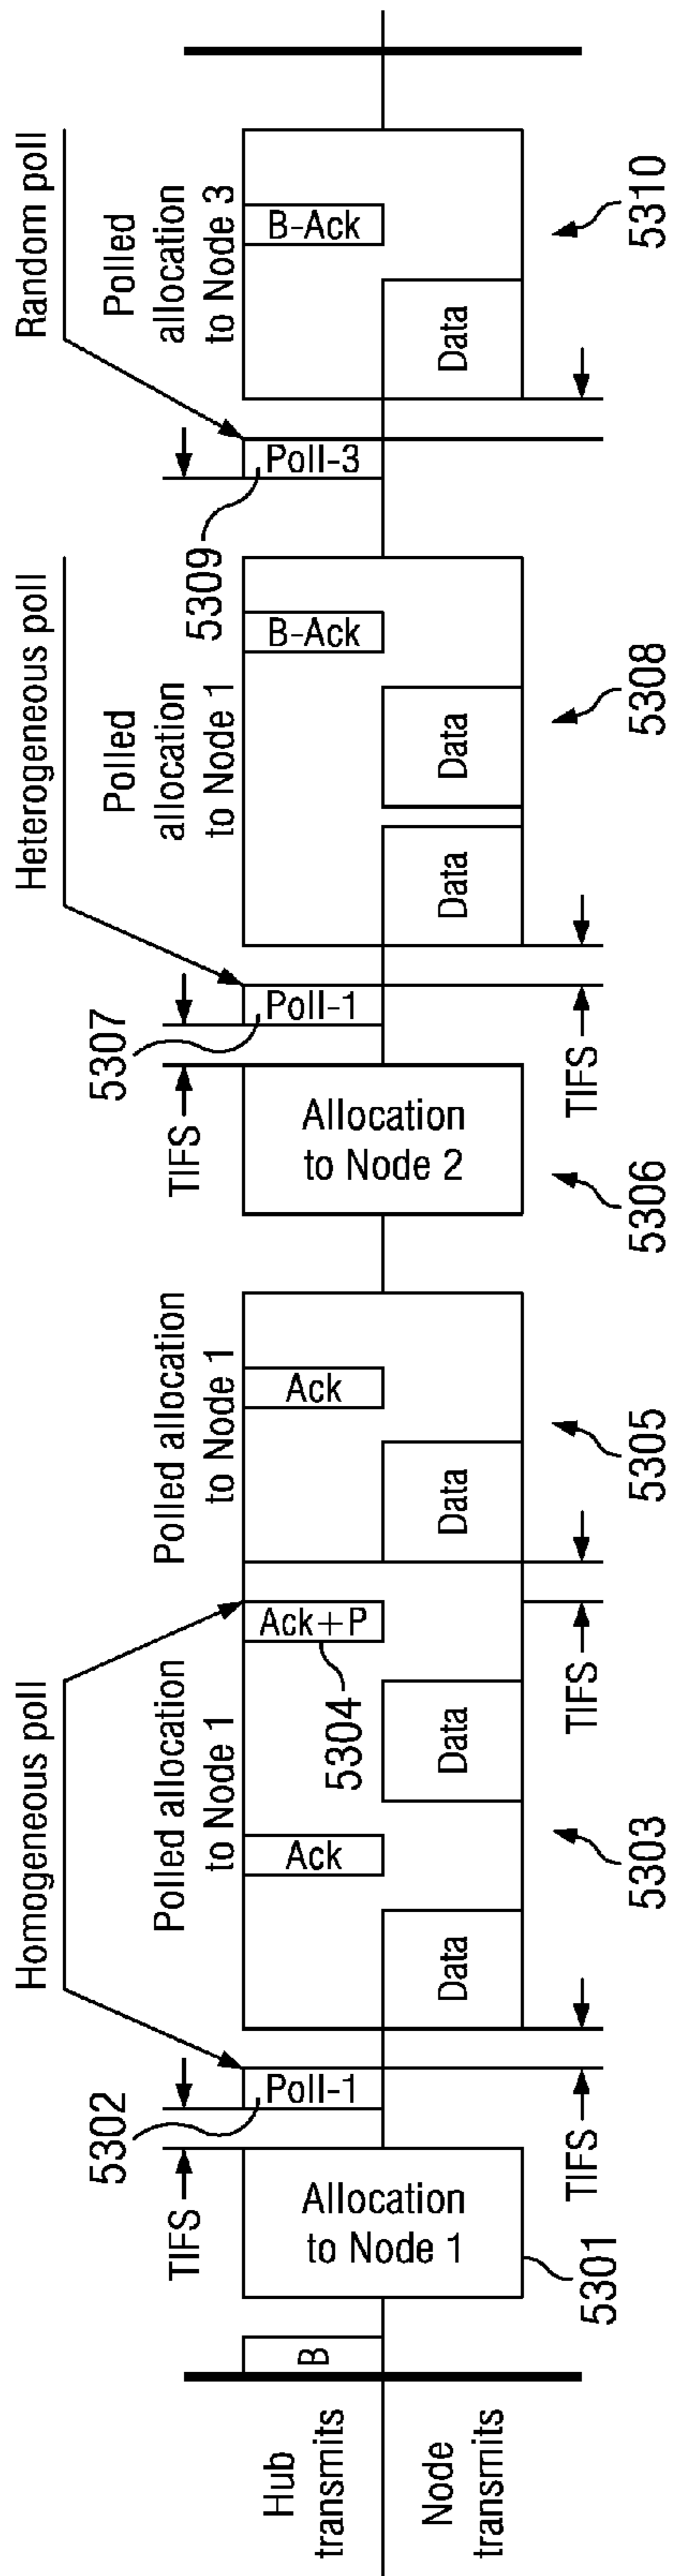 Homogeneous poll
Heterogeneous poll
Random poll
Polled allocation
to Node 1
Polled allocation
to Node 1
Polled
allocation
to Node 1
Polled
allocation
to Node 3
5302
TIFS
5307
TIFS
5309
Hub
transmits
B
Allocation
to Node 1
Poll-1
Ack
5304
Ack+P
Ack
Allocation
to Node 2
Poll-1
B-Ack
Poll-3
B-Ack
Node
transmits
Data
Data
Data
Data
Data
Data
TIFS
TIFS
TIFS
5301
5303
5305
5306
5308
5310